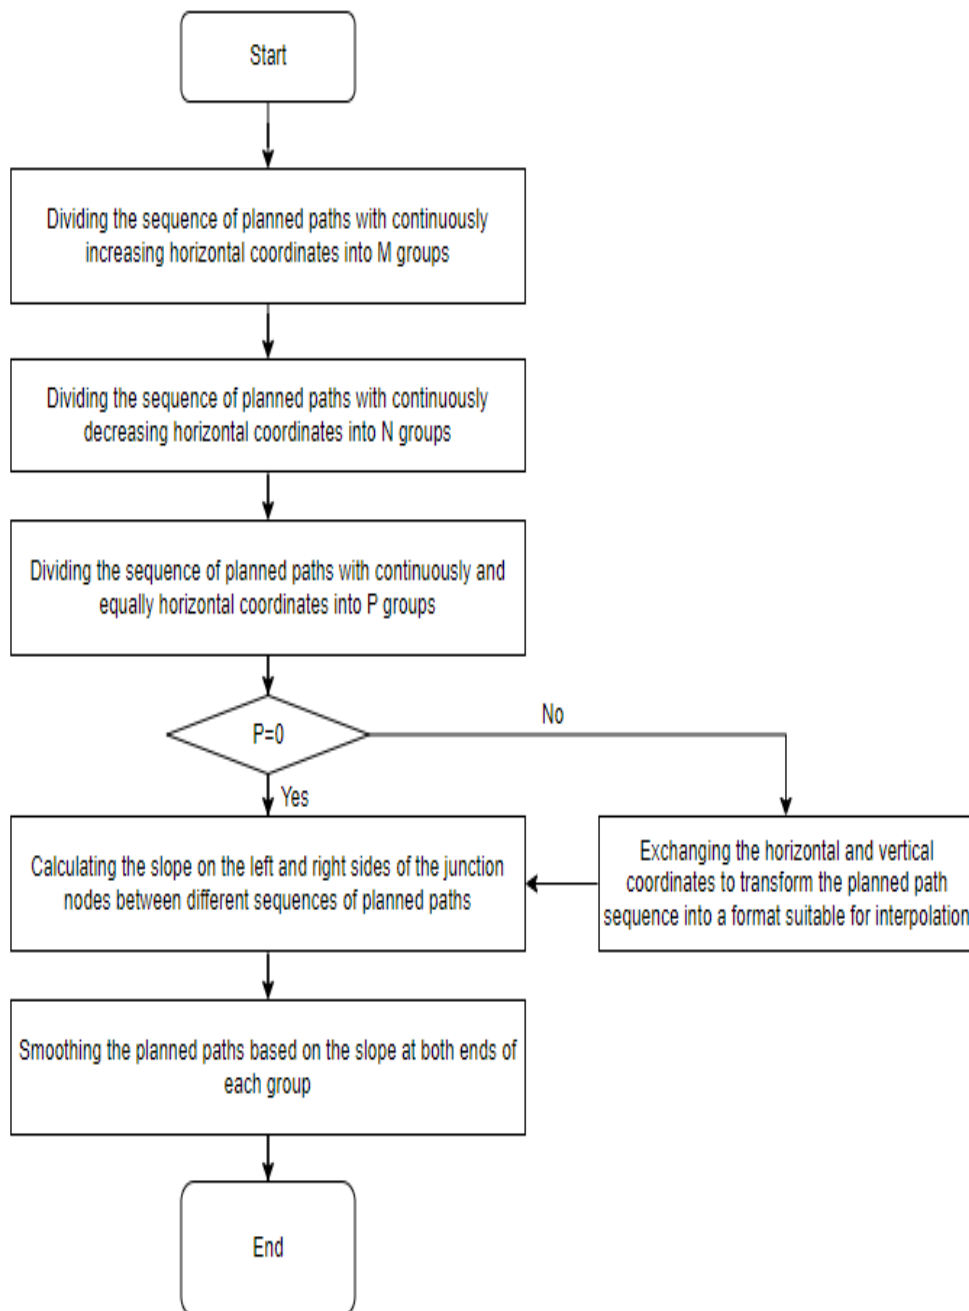 Start
Dividing the sequence of planned paths with continuously
increasing horizontal coordinates into M groups
Dividing the sequence of planned paths with continuously
decreasing horizontal coordinates into N groups
Dividing the sequence of planned paths with continuously and
equally horizontal coordinates into P groups
P=0
No
Yes
Calculating the slope on the left and right sides of the junction
nodes between different sequences of planned paths
Exchanging the horizontal and vertical
coordinates to transform the planned path
sequence into a format suitable for interpolation
Smoothing the planned paths based on the slope at both ends of
each group
End